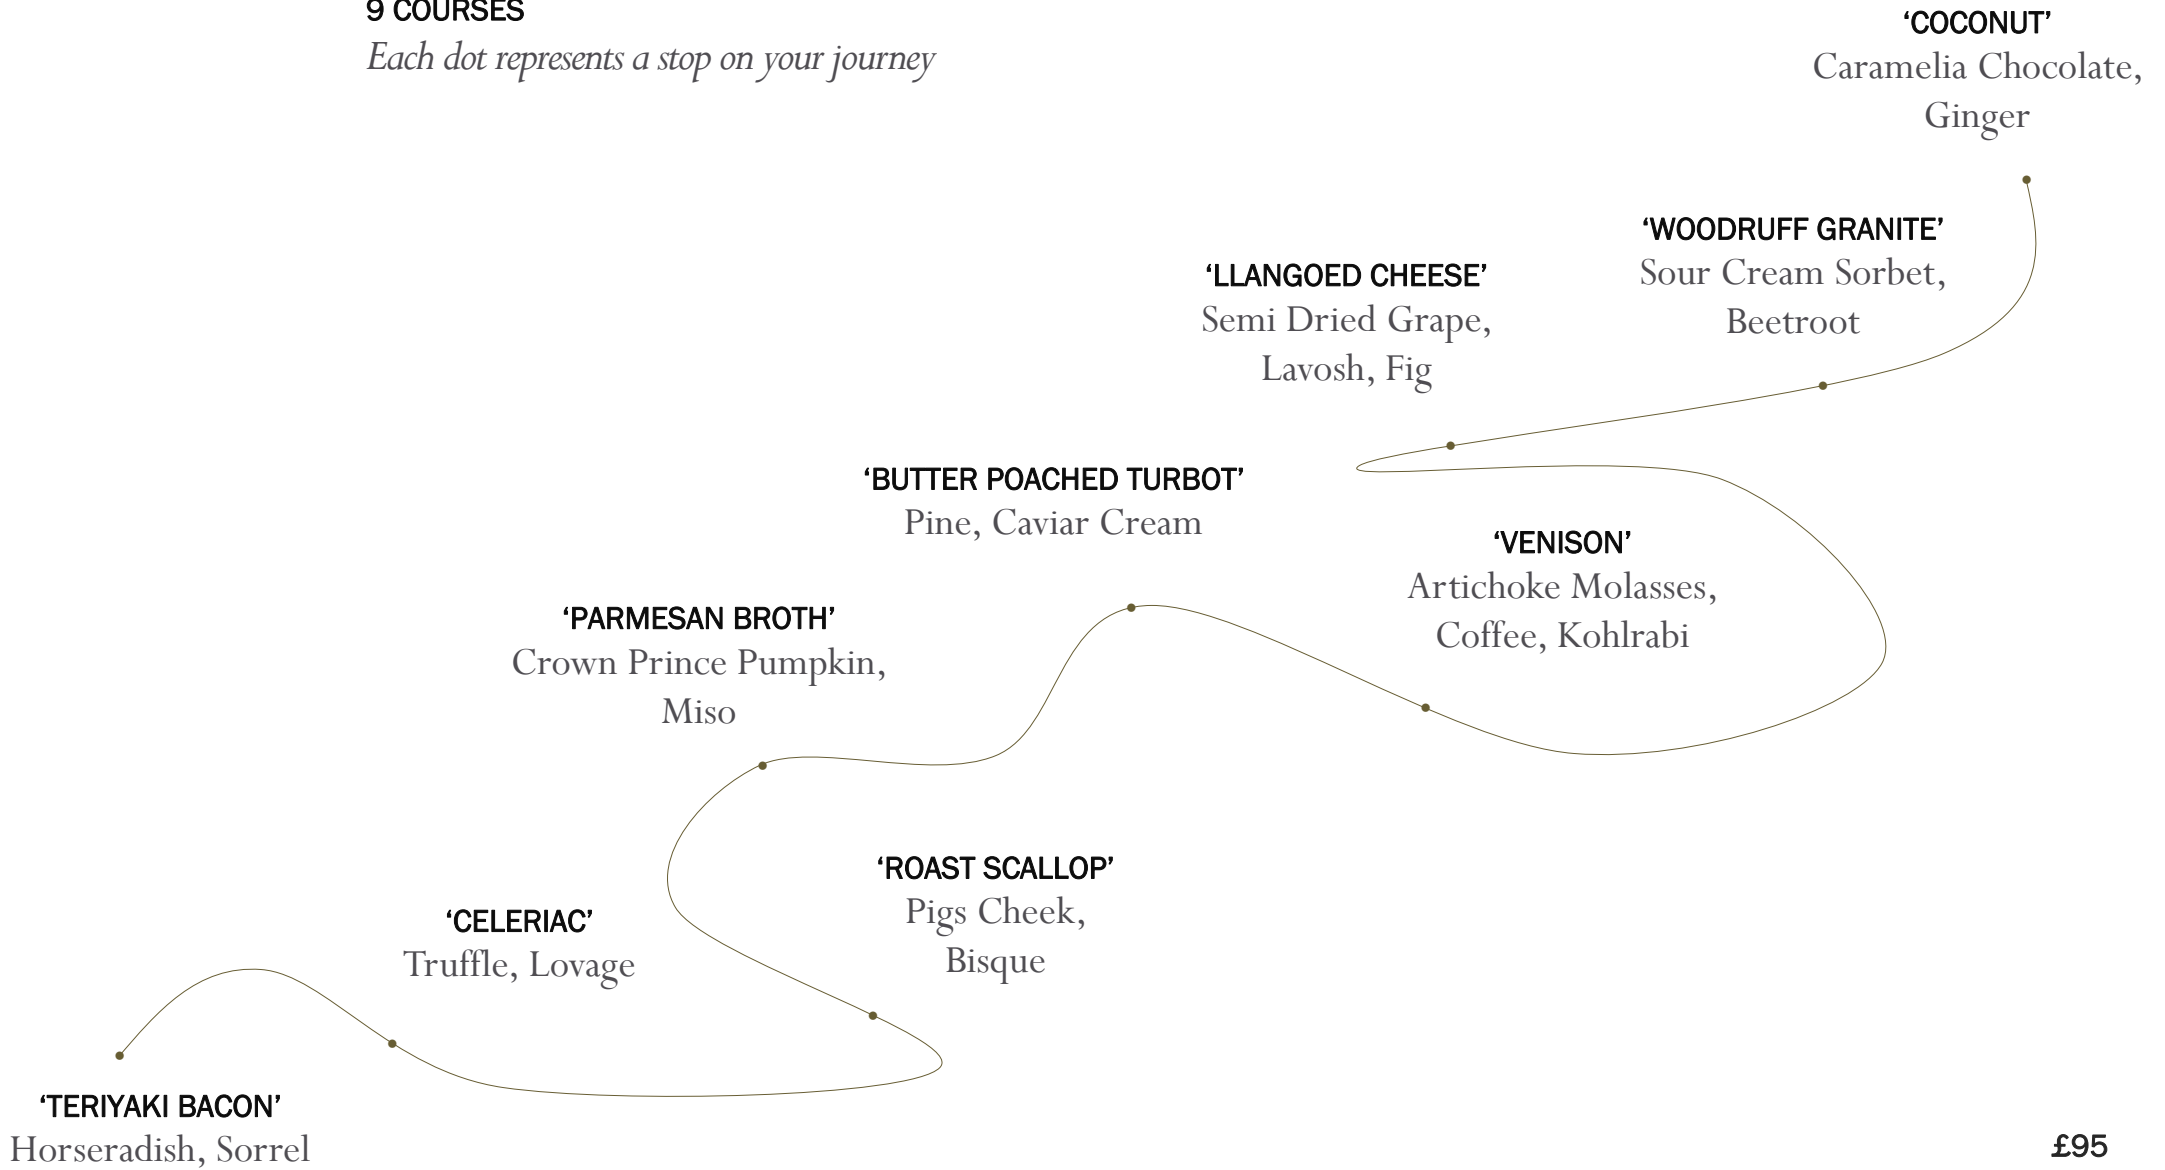 9 COURSES
Each dot represents a stop on your journey
‘COCONUT’
Caramelia Chocolate,
Ginger
‘WOODRUFF GRANITE’
Sour Cream Sorbet,
Beetroot
‘LLANGOED CHEESE’
Semi Dried Grape,
Lavosh, Fig
‘BUTTER POACHED TURBOT’
Pine, Caviar Cream
‘VENISON’
Artichoke Molasses,
Coffee, Kohlrabi
‘PARMESAN BROTH’
Crown Prince Pumpkin,
Miso
‘ROAST SCALLOP’
Pigs Cheek,
Bisque
‘CELERIAC’
Truffle, Lovage
‘TERIYAKI BACON’
Horseradish, Sorrel
£95